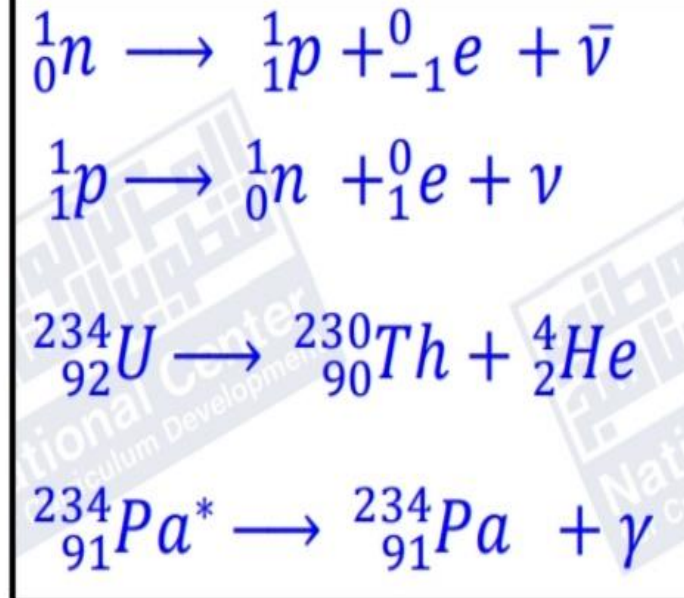 ¹₀n ⟶ ¹₁p +⁰₋₁e + ν̄
¹₁p ⟶ ¹₀n +⁰₁e + ν
²³⁴₉₂U ⟶ ²³⁰₉₀Th + ⁴₂He
²³⁴₉₁Pa* ⟶ ²³⁴₉₁Pa + γ
National Center
Curriculum Development